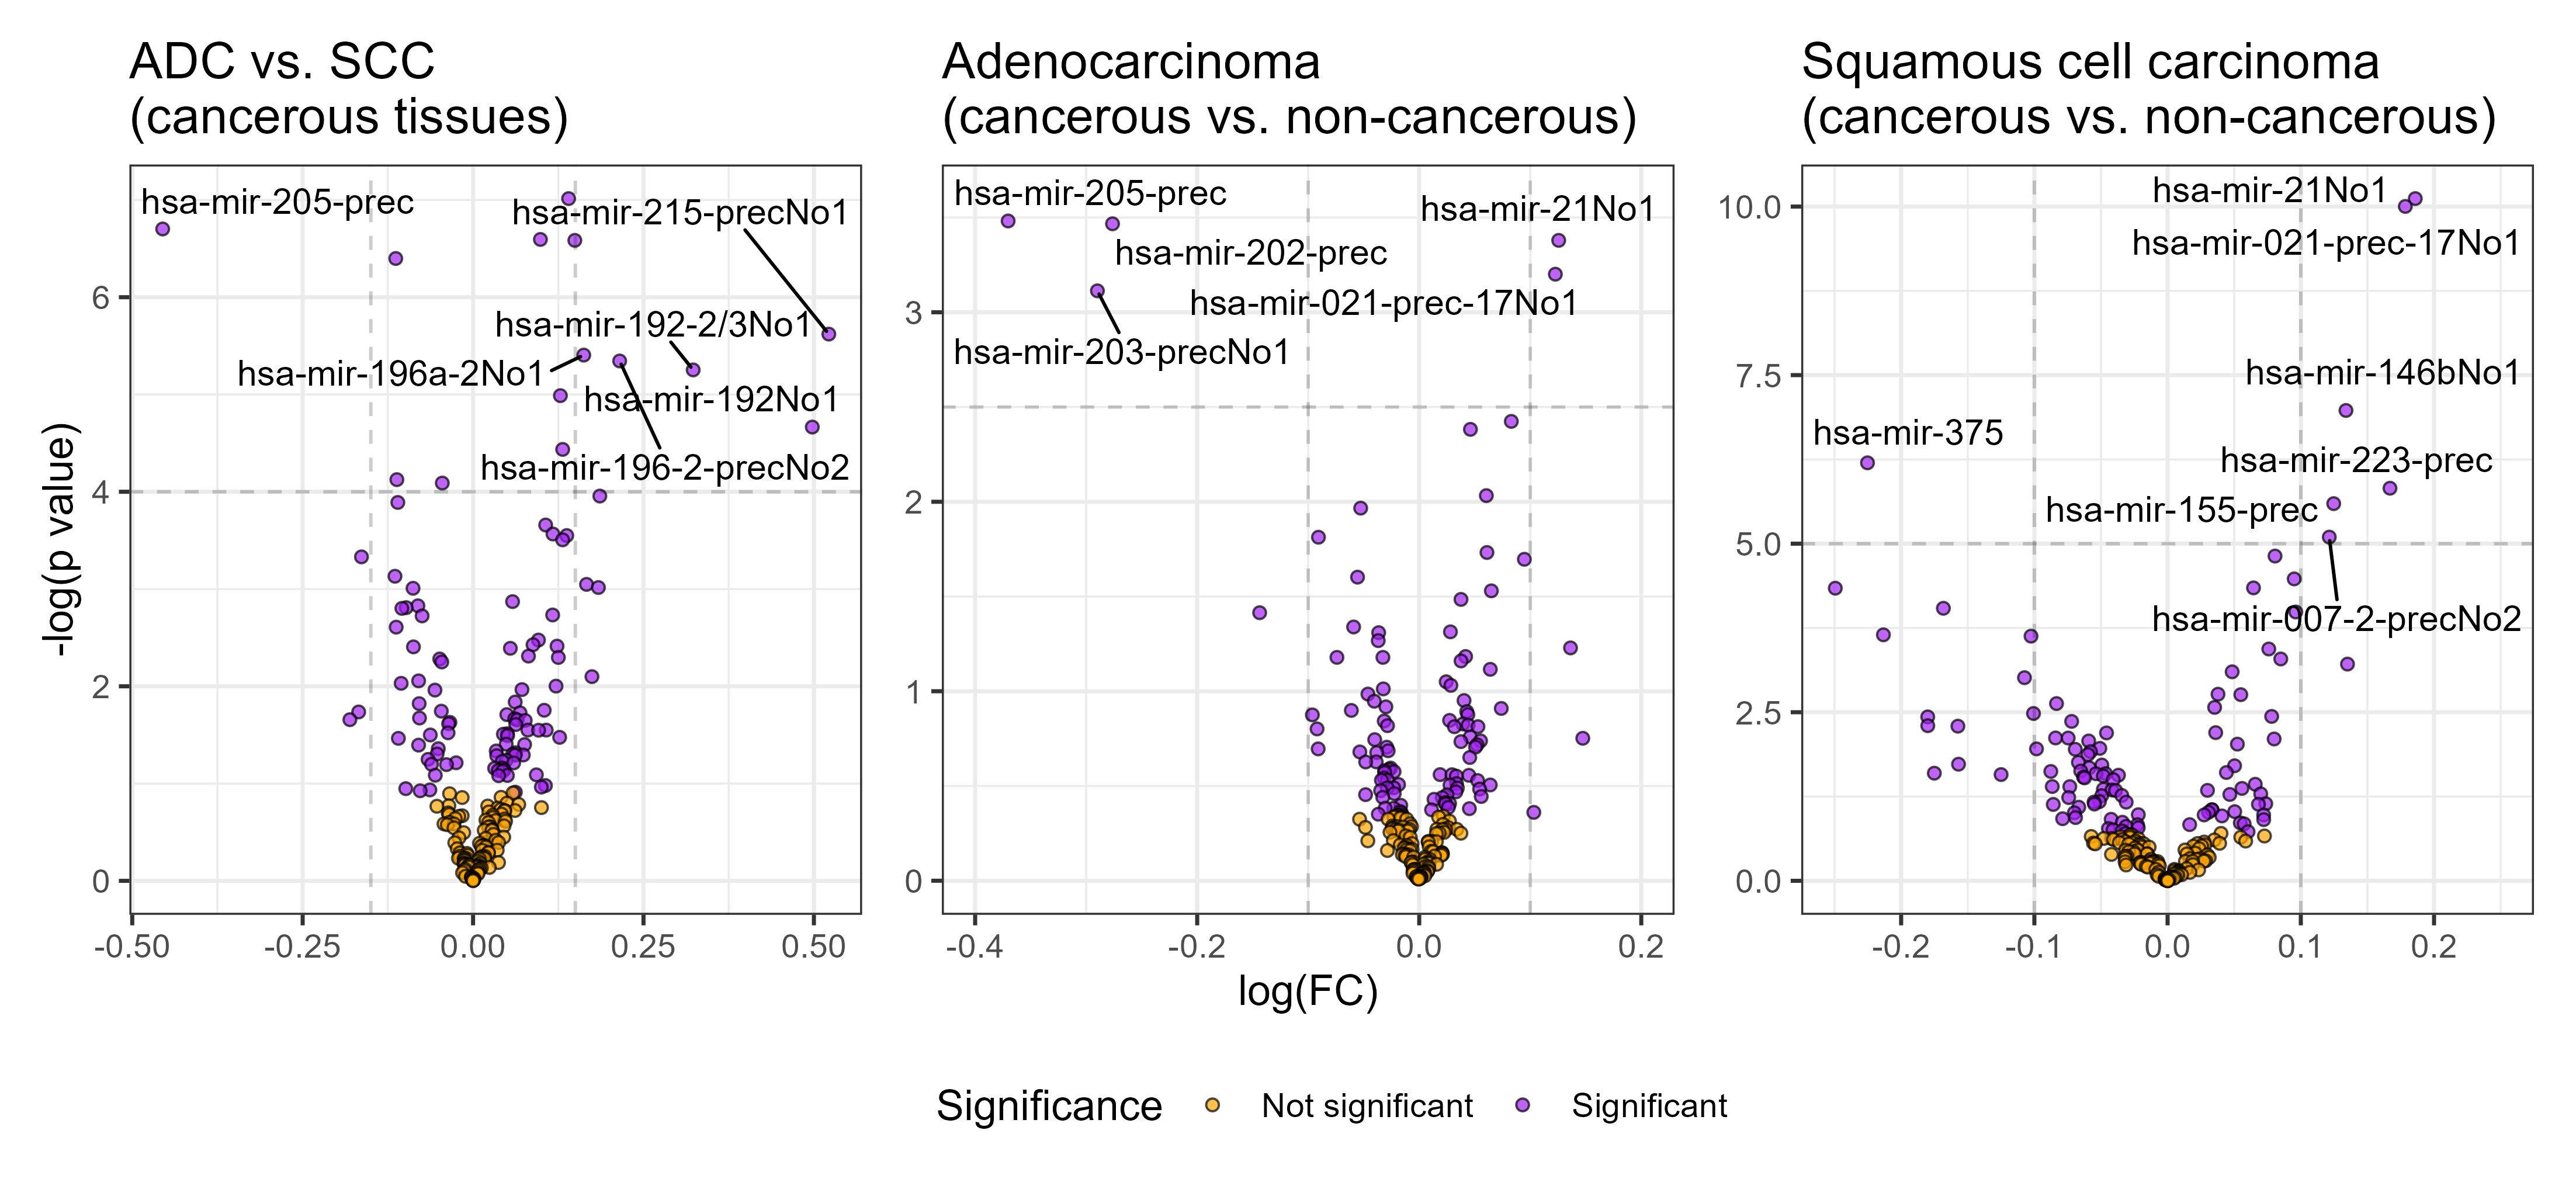 ADC vs. SCC
(cancerous tissues)
Adenocarcinoma
(cancerous vs. non-cancerous)
Squamous cell carcinoma
(cancerous vs. non-cancerous)
-log(p value)
6
4
2
0
hsa-mir-205-prec
hsa-mir-215-precNo1
hsa-mir-192-2/3No1
hsa-mir-196a-2No1
hsa-mir-192No1
hsa-mir-196-2-precNo2
-0.50
-0.25
0.00
0.25
0.50
3
2
1
0
hsa-mir-205-prec
hsa-mir-21No1
hsa-mir-202-prec
hsa-mir-021-prec-17No1
hsa-mir-203-precNo1
-0.4
-0.2
0.0
0.2
10.0
7.5
5.0
2.5
0.0
hsa-mir-21No1
hsa-mir-021-prec-17No1
hsa-mir-146bNo1
hsa-mir-375
hsa-mir-223-prec
hsa-mir-155-prec
hsa-mir-007-2-precNo2
-0.2
-0.1
0.0
0.1
0.2
log(FC)
Significance
Not significant
Significant